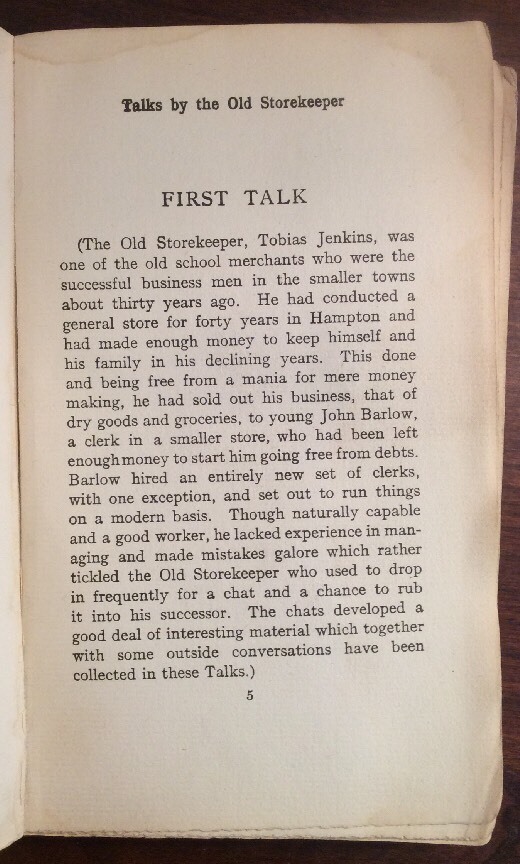 Talks by the Old Storekeeper
FIRST TALK
(The Old Storekeeper, Tobias Jenkins, was
one of the old school merchants who were the
successful business men in the smaller towns
about thirty years ago. He had conducted a
general store for forty years in Hampton and
had made enough money to keep himself and
his family in his declining years. This done
and being free from a mania for mere money
making, he had sold out his business, that of
dry goods and groceries, to young John Barlow,
a clerk in a smaller store, who had been left
enough money to start him going free from debts.
Barlow hired an entirely new set of clerks,
with one exception, and set out to run things
on a modern basis. Though naturally capable
and a good worker, he lacked experience in man-
aging and made mistakes galore which rather
tickled the Old Storekeeper who used to drop
in frequently for a chat and a chance to rub
it into his successor. The chats developed a
good deal of interesting material which together
with some outside conversations have been
collected in these Talks.)
5